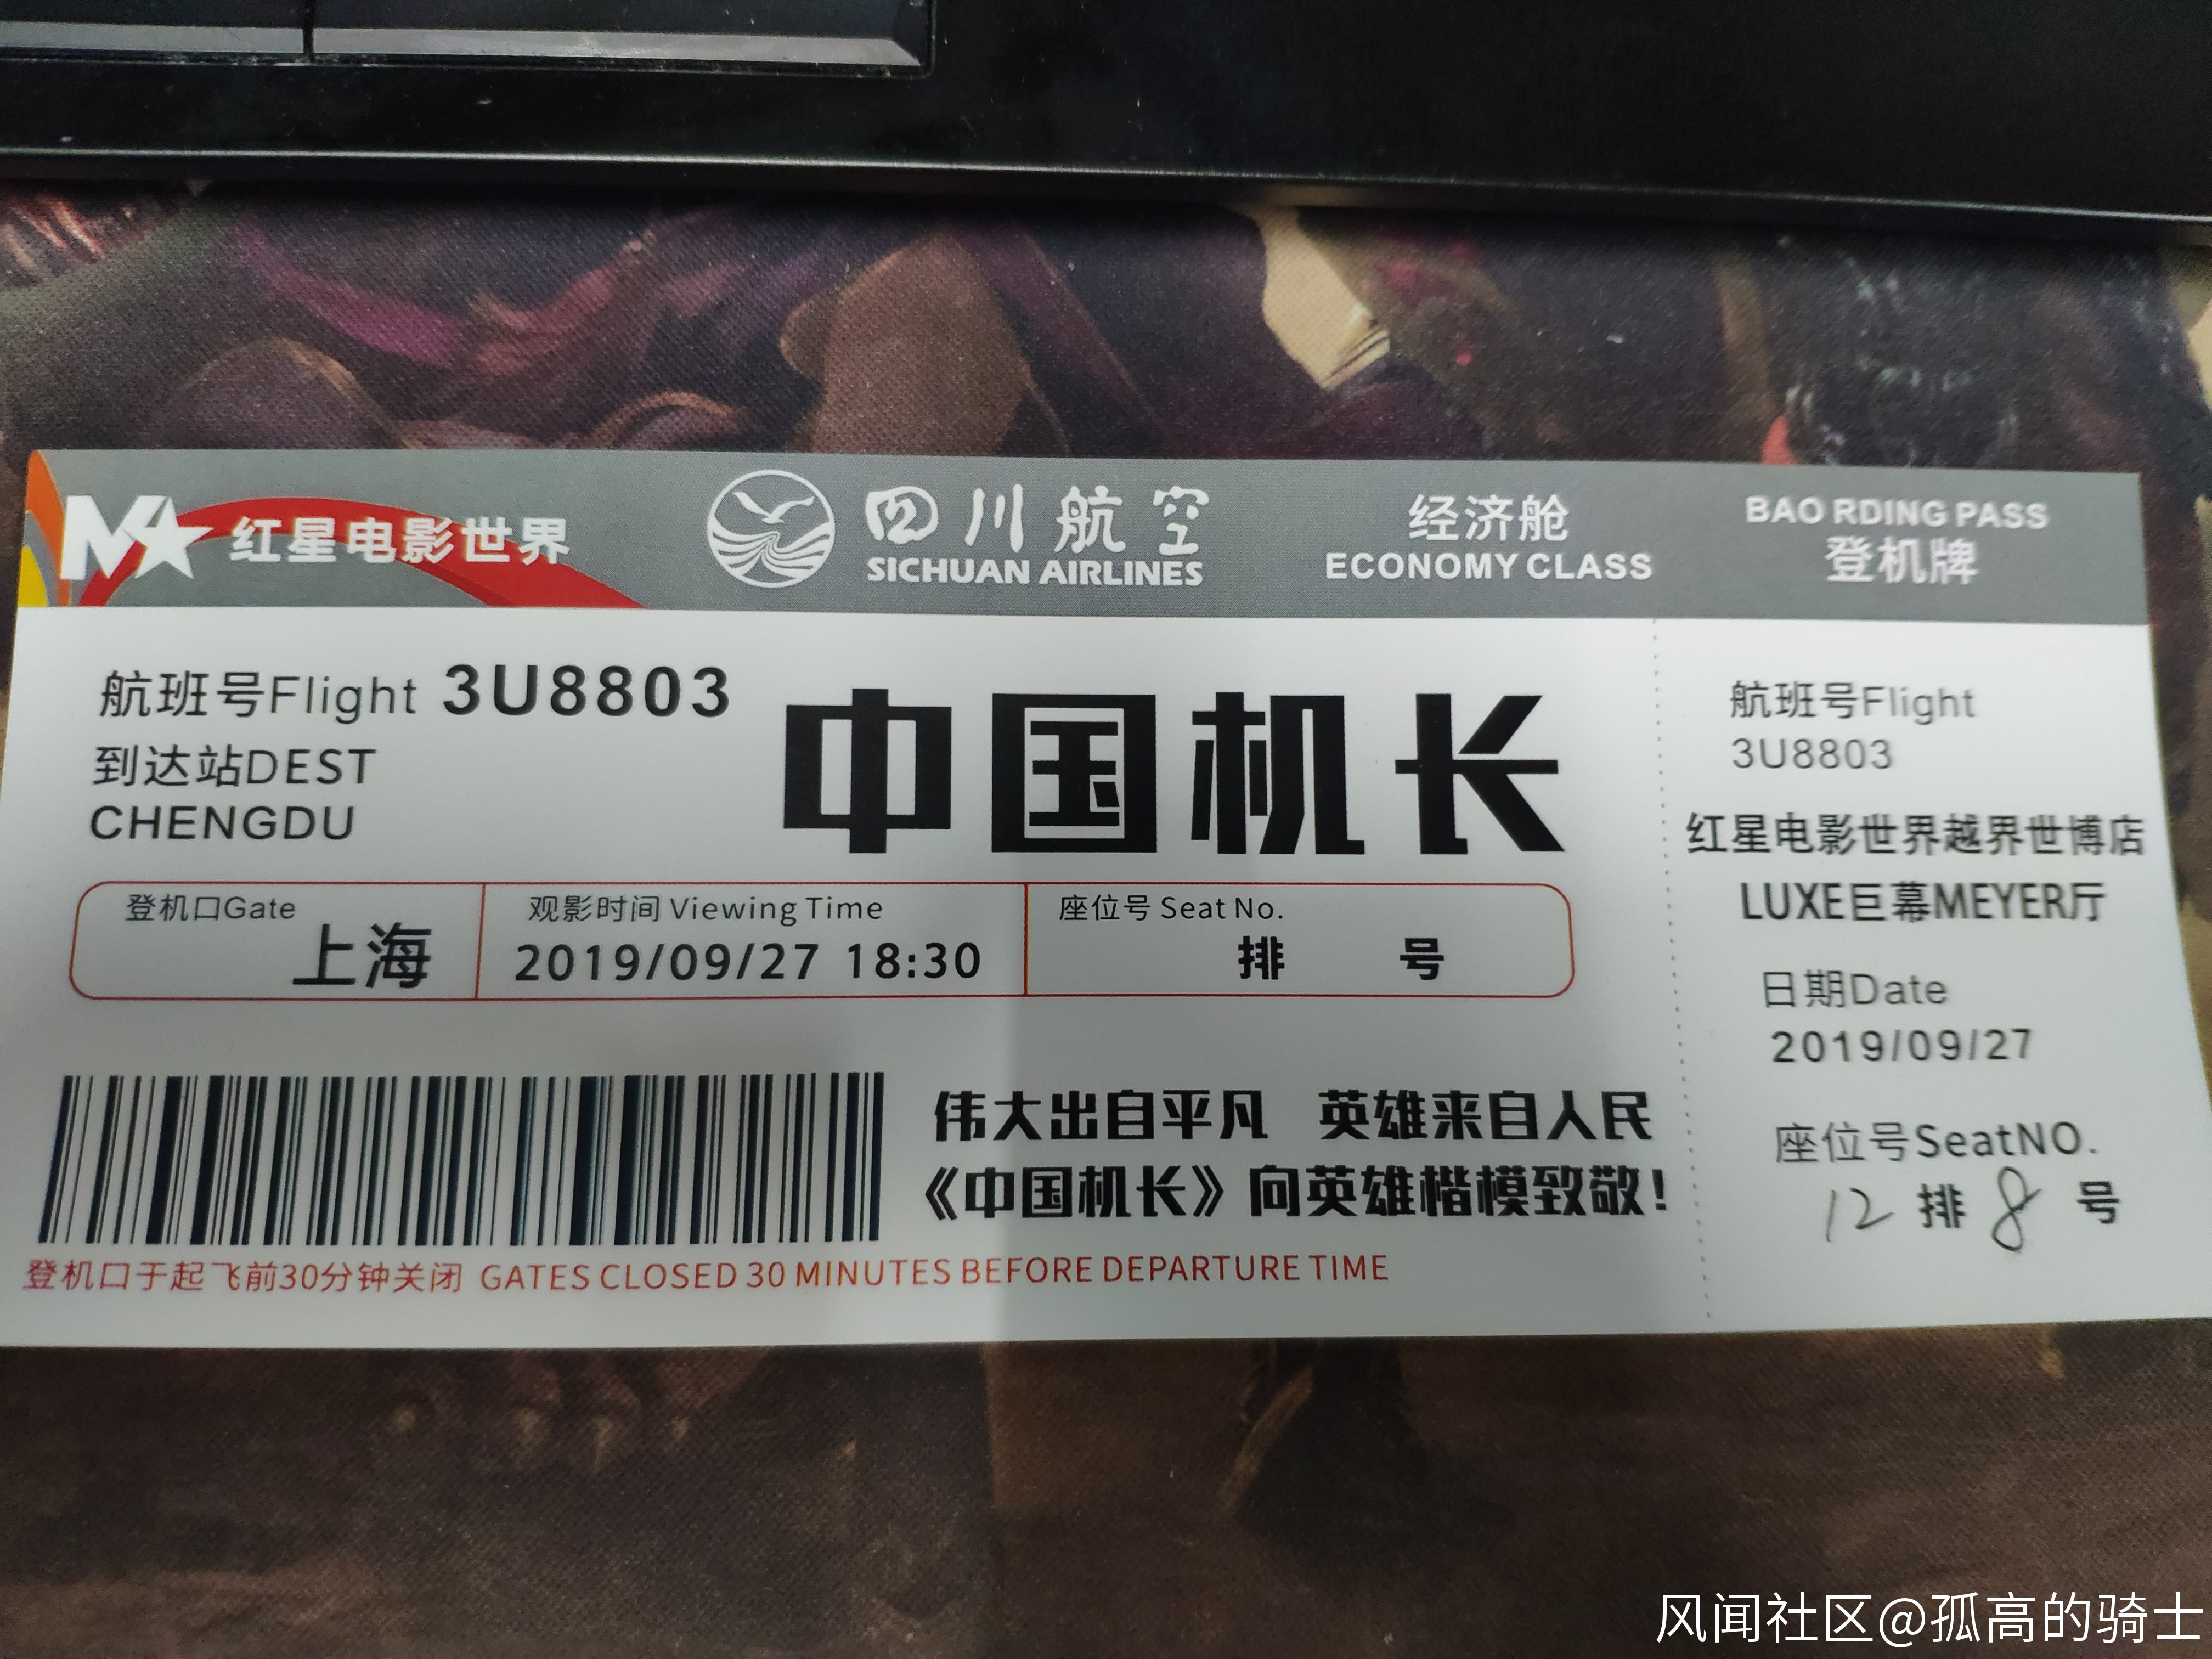 M 红星电影世界
四川航空
SICHUAN AIRLINES
经济舱
ECONOMY CLASS
BAO RDING PASS
登机牌
航班号Flight 3U8803
到达站DEST
CHENGDU
中国机长
登机口Gate
上海
观影时间 Viewing Time
2019/09/27 18:30
座位号 Seat No.
排 号
伟大出自平凡 英雄来自人民
《中国机长》向英雄楷模致敬!
登机口于起飞前30分钟关闭 GATES CLOSED 30 MINUTES BEFORE DEPARTURE TIME
航班号Flight
3U8803
红星电影世界越界世博店
LUXE巨幕MEYER厅
日期Date
2019/09/27
座位号SeatNO.
12 排 8 号
风闻社区@孤高的骑士